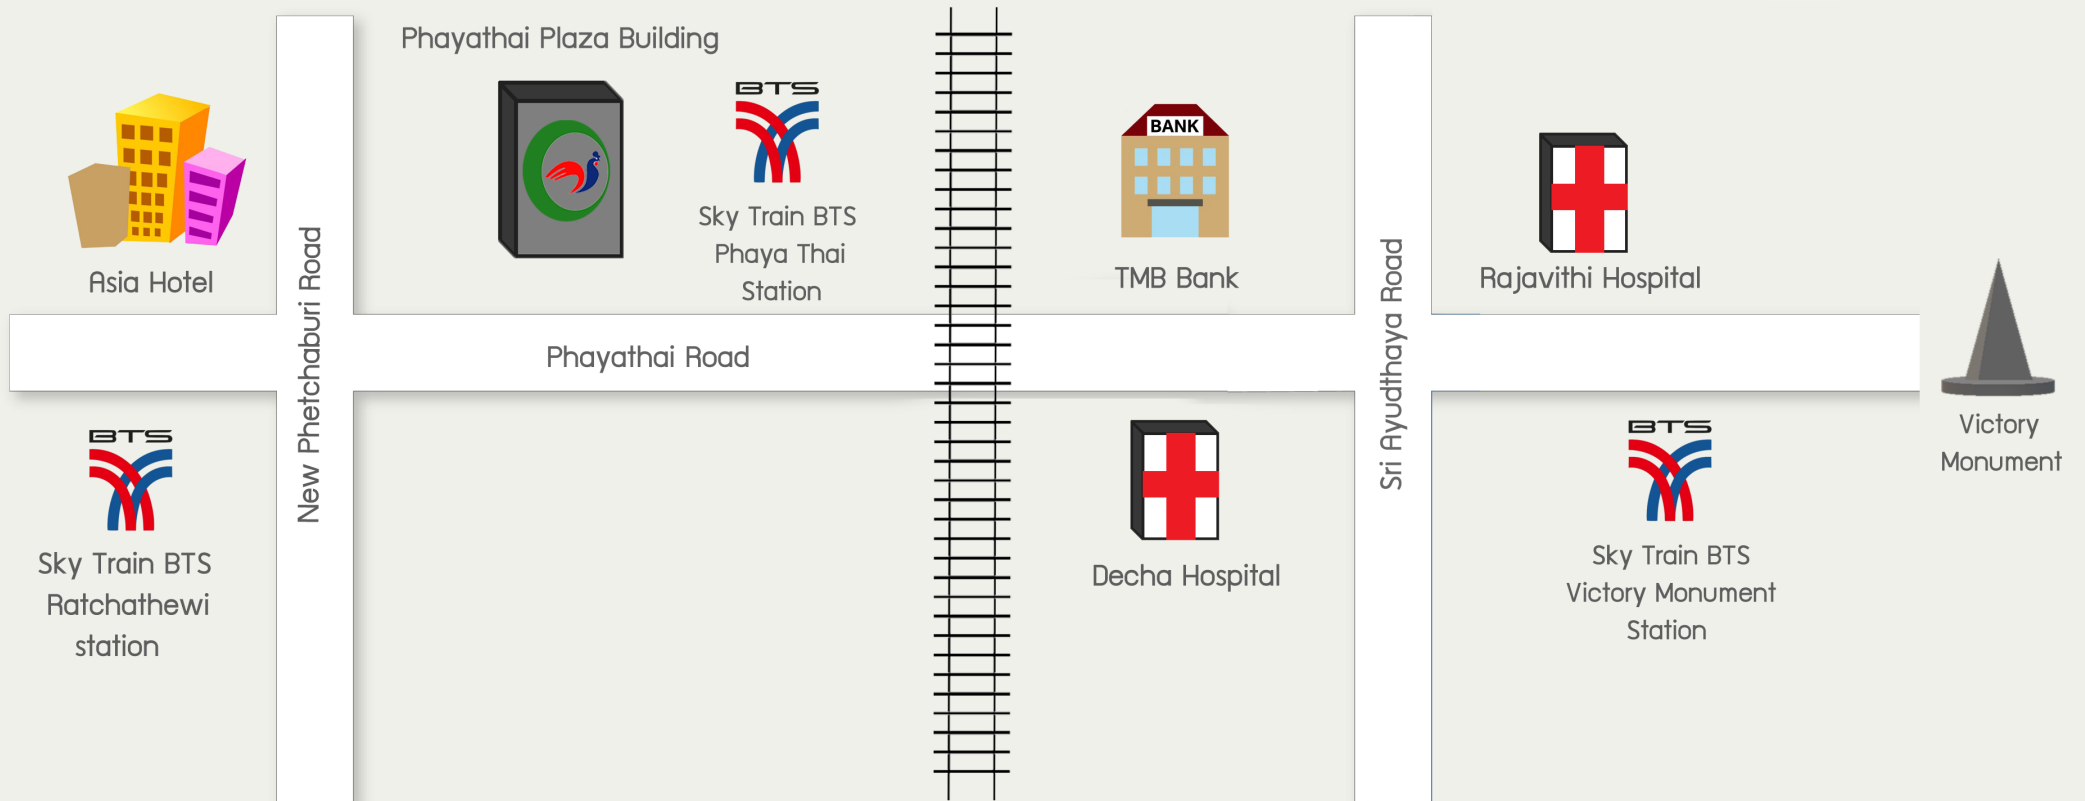 Phayathai Plaza Building
BTS
Sky Train BTS
Phaya Thai
Station
BANK
TMB Bank
Rajavithi Hospital
Asia Hotel
New Phetchaburi Road
Phayathai Road
Sri Ayudthaya Road
Victory
Monument
BTS
Sky Train BTS
Ratchathewi
station
Decha Hospital
BTS
Sky Train BTS
Victory Monument
Station